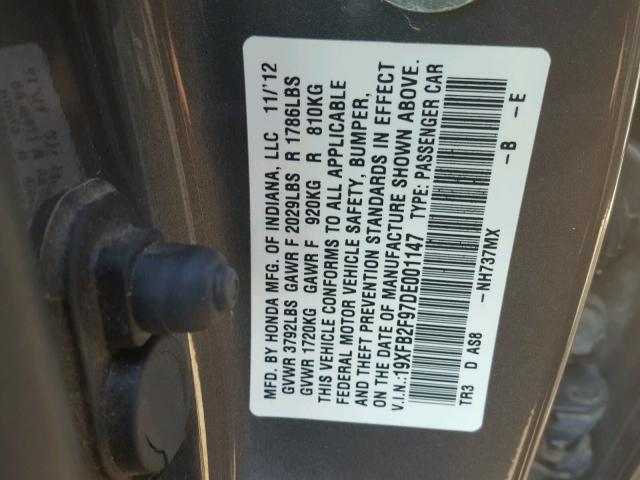 MFD. BY HONDA MFG. OF INDIANA, LLC 11/'12
GVWR 3792LBS GAWR F 2029LBS R 1786LBS
GVWR 1720KG GAWR F 920KG R 810KG
THIS VEHICLE CONFORMS TO ALL APPLICABLE
FEDERAL MOTOR VEHICLE SAFETY, BUMPER,
AND THEFT PREVENTION STANDARDS IN EFFECT
ON THE DATE OF MANUFACTURE SHOWN ABOVE.
V.I.N.:19XFB2F97DE001147 TYPE: PASSENGER CAR
TR3 D AS8 -NH737MX -B -E